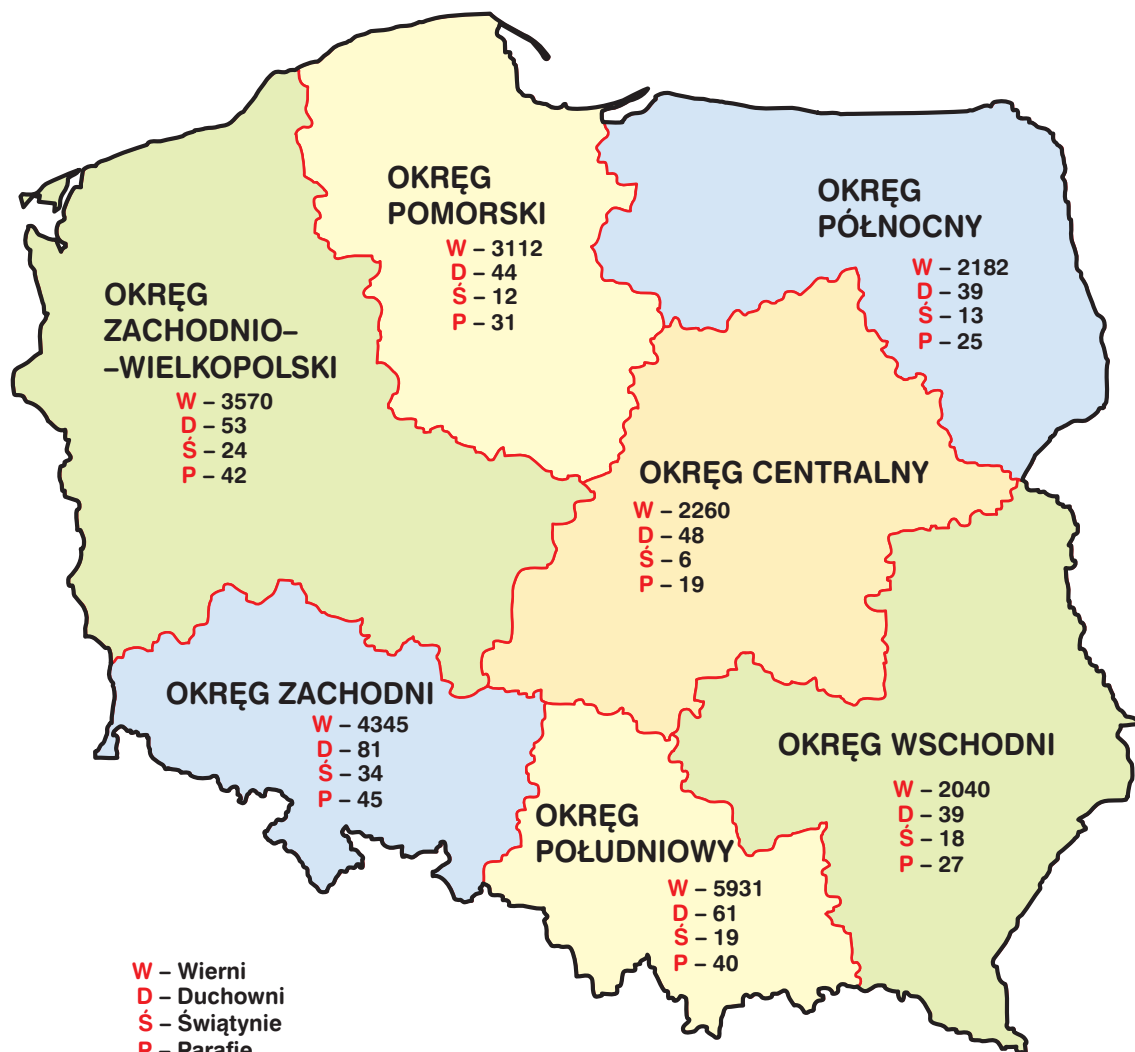 OKRĘG
POMORSKI
W – 3112
D – 44
Ś – 12
P – 31
OKRĘG
PÓŁNOCNY
W – 2182
D – 39
Ś – 13
P – 25
OKRĘG
ZACHODNIO–
–WIELKOPOLSKI
W – 3570
D – 53
Ś – 24
P – 42
OKRĘG CENTRALNY
W – 2260
D – 48
Ś – 6
P – 19
OKRĘG ZACHODNI
W – 4345
D – 81
Ś – 34
P – 45
OKRĘG WSCHODNI
W – 2040
D – 39
Ś – 18
P – 27
OKRĘG
POŁUDNIOWY
W – 5931
D – 61
Ś – 19
P – 40
W – Wierni
D – Duchowni
Ś – Świątynie
P – Parafie